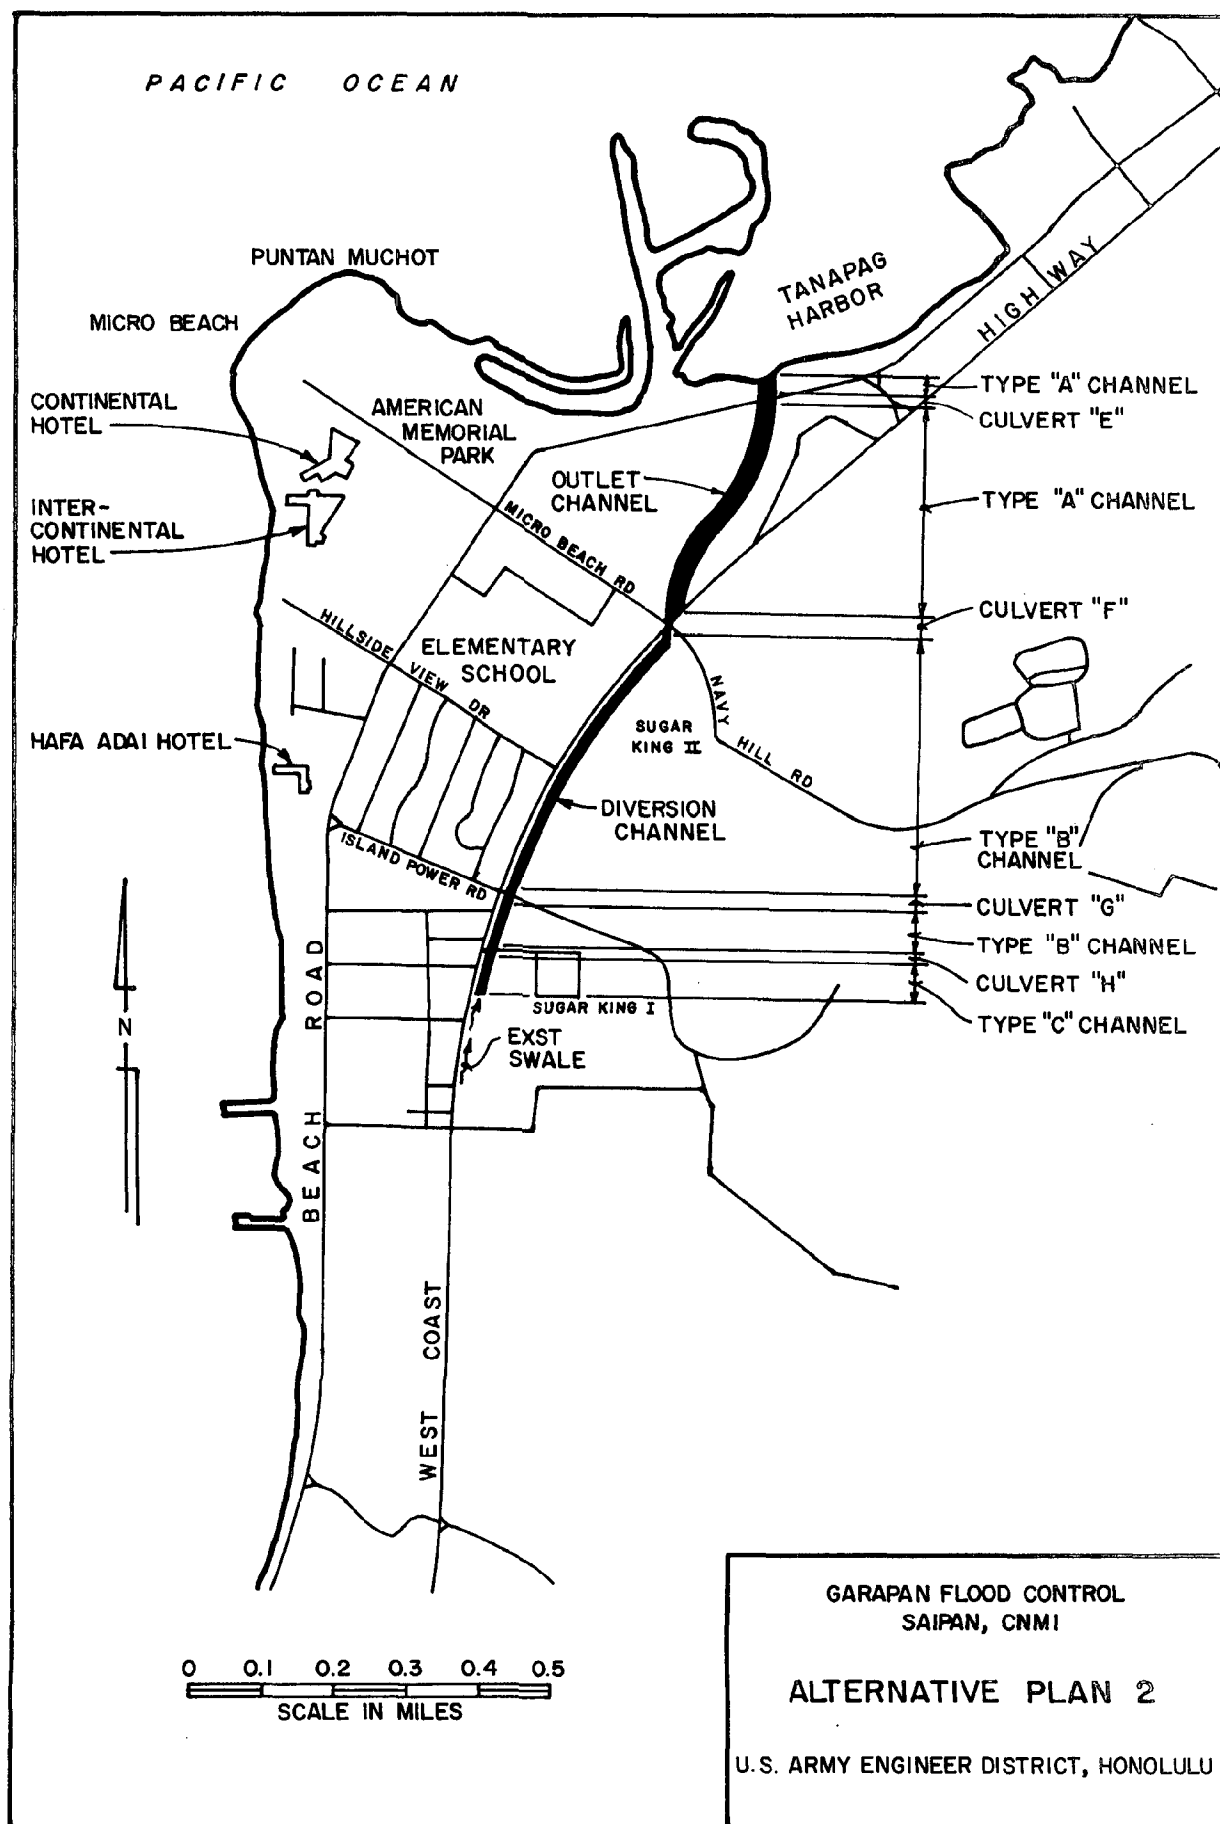 PACIFIC OCEAN
PUNTAN MUCHOT
MICRO BEACH
TANAPAG
HARBOR
HIGHWAY
CONTINENTAL
HOTEL
AMERICAN
MEMORIAL
PARK
INTER-
CONTINENTAL
HOTEL
OUTLET
CHANNEL
MICRO BEACH RD
TYPE "A" CHANNEL
CULVERT "E"
TYPE "A" CHANNEL
CULVERT "F"
HILLSIDE VIEW DR
ELEMENTARY
SCHOOL
NAVY HILL RD
SUGAR
KING II
HAFA ADAI HOTEL
DIVERSION
CHANNEL
ISLAND POWER RD
TYPE "B"
CHANNEL
CULVERT "G"
TYPE "B" CHANNEL
CULVERT "H"
TYPE "C" CHANNEL
SUGAR KING I
EXST
SWALE
N
BEACH ROAD
WEST COAST
0 0.1 0.2 0.3 0.4 0.5
SCALE IN MILES
GARAPAN FLOOD CONTROL
SAIPAN, CNMI
ALTERNATIVE PLAN 2
U.S. ARMY ENGINEER DISTRICT, HONOLULU